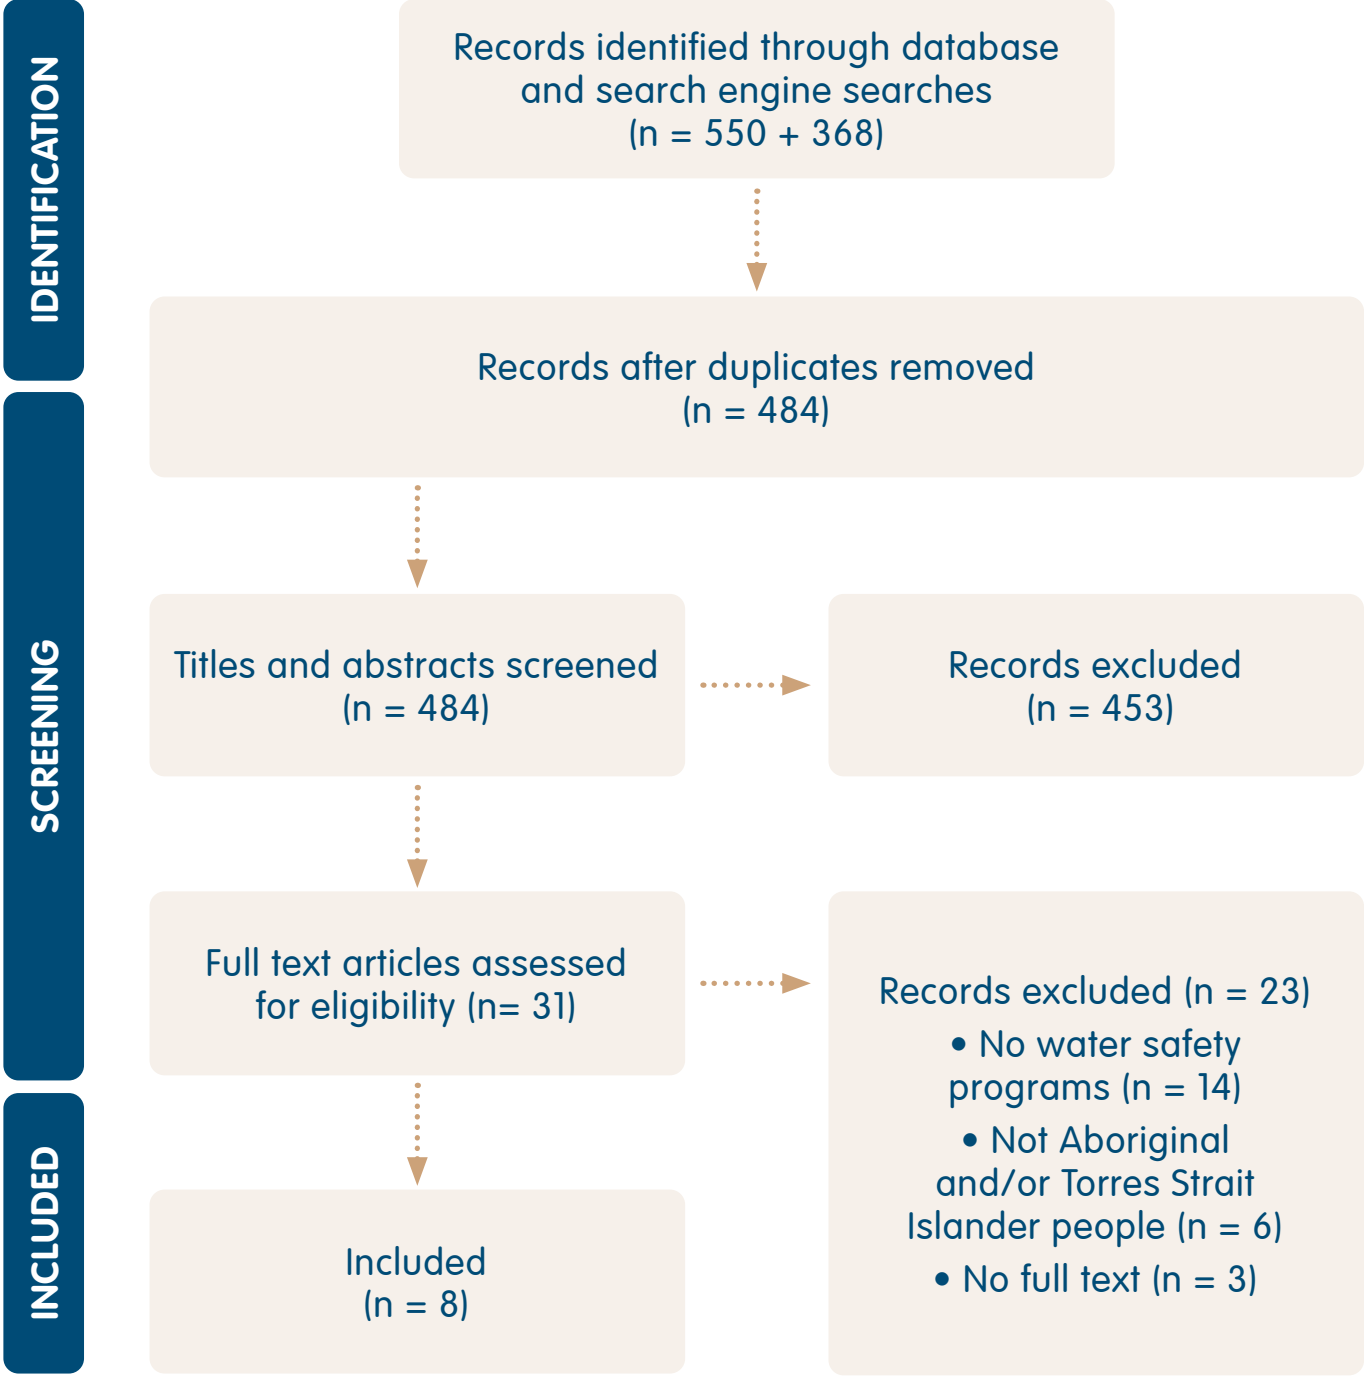 IDENTIFICATION
Records identified through database
and search engine searches
(n = 550 + 368)
Records after duplicates removed
(n = 484)
SCREENING
Titles and abstracts screened
(n = 484)
Records excluded
(n = 453)
Full text articles assessed
for eligibility (n= 31)
Records excluded (n = 23)
• No water safety
programs (n = 14)
• Not Aboriginal
and/or Torres Strait
Islander people (n = 6)
• No full text (n = 3)
INCLUDED
Included
(n = 8)